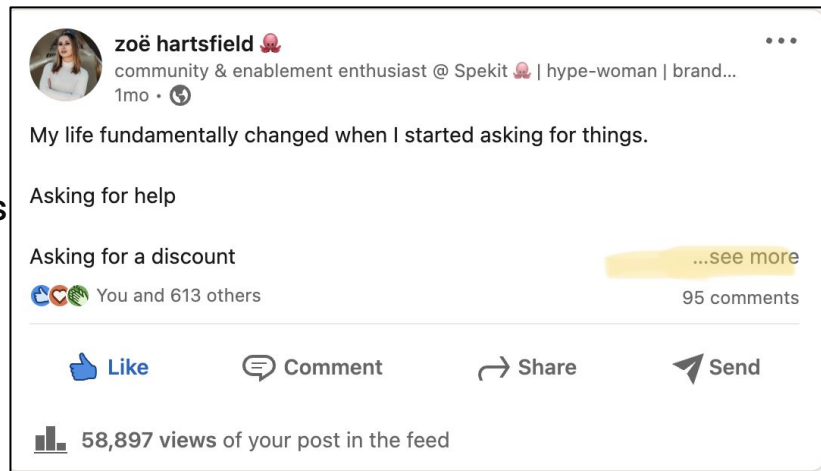 zoë hartsfield 🐙
community & enablement enthusiast @ Spekit 🐙 | hype-woman | brand...
1mo •
My life fundamentally changed when I started asking for things.
Asking for help
s
Asking for a discount ...see more
You and 613 others 95 comments
Like Comment Share Send
58,897 views of your post in the feed